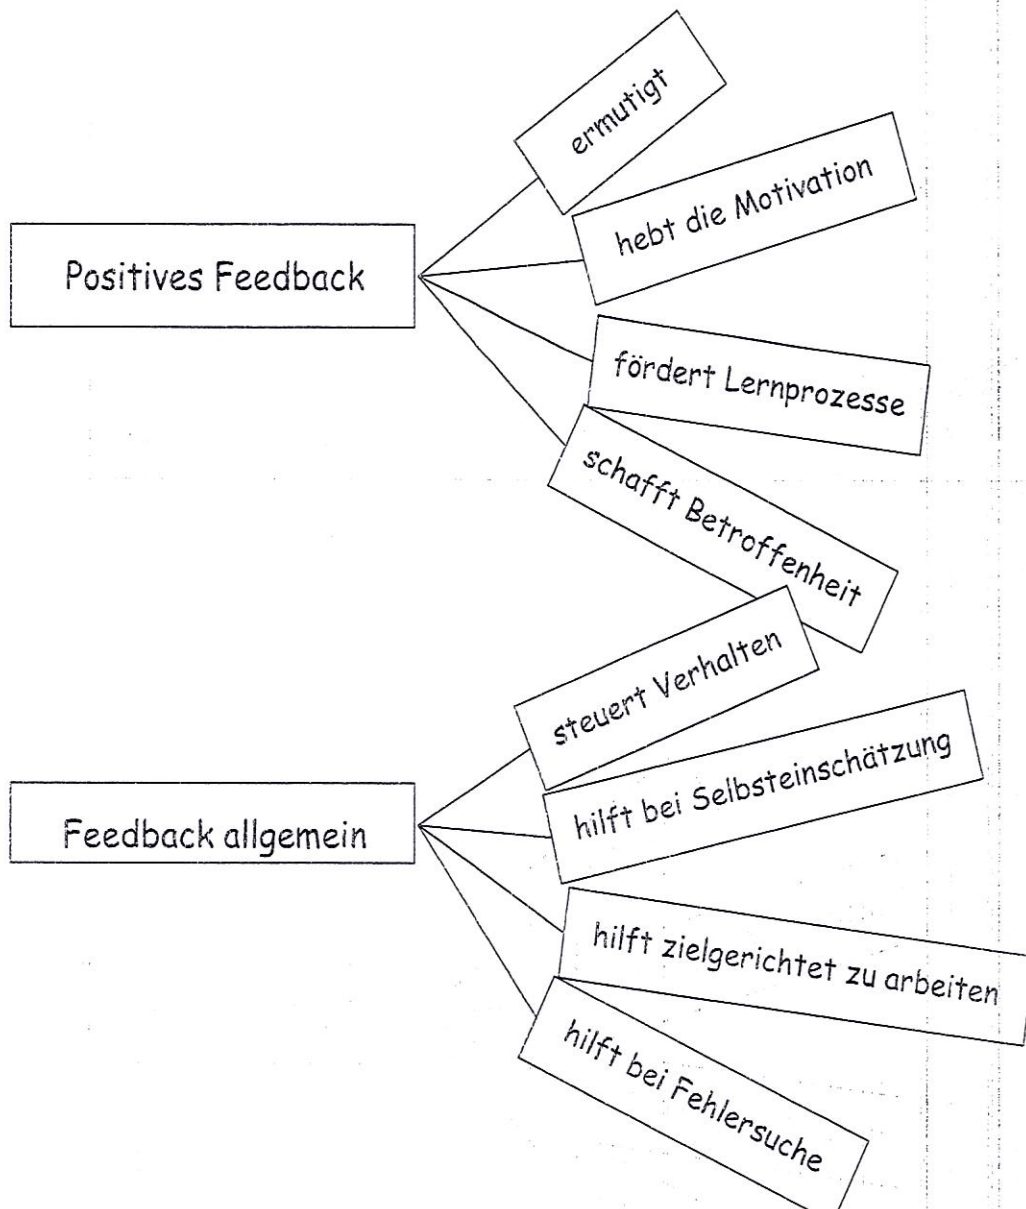 Positives Feedback
ermutigt
hebt die Motivation
fördert Lernprozesse
schafft Betroffenheit
Feedback allgemein
steuert Verhalten
hilft bei Selbsteinschätzung
hilft zielgerichtet zu arbeiten
hilft bei Fehlersuche